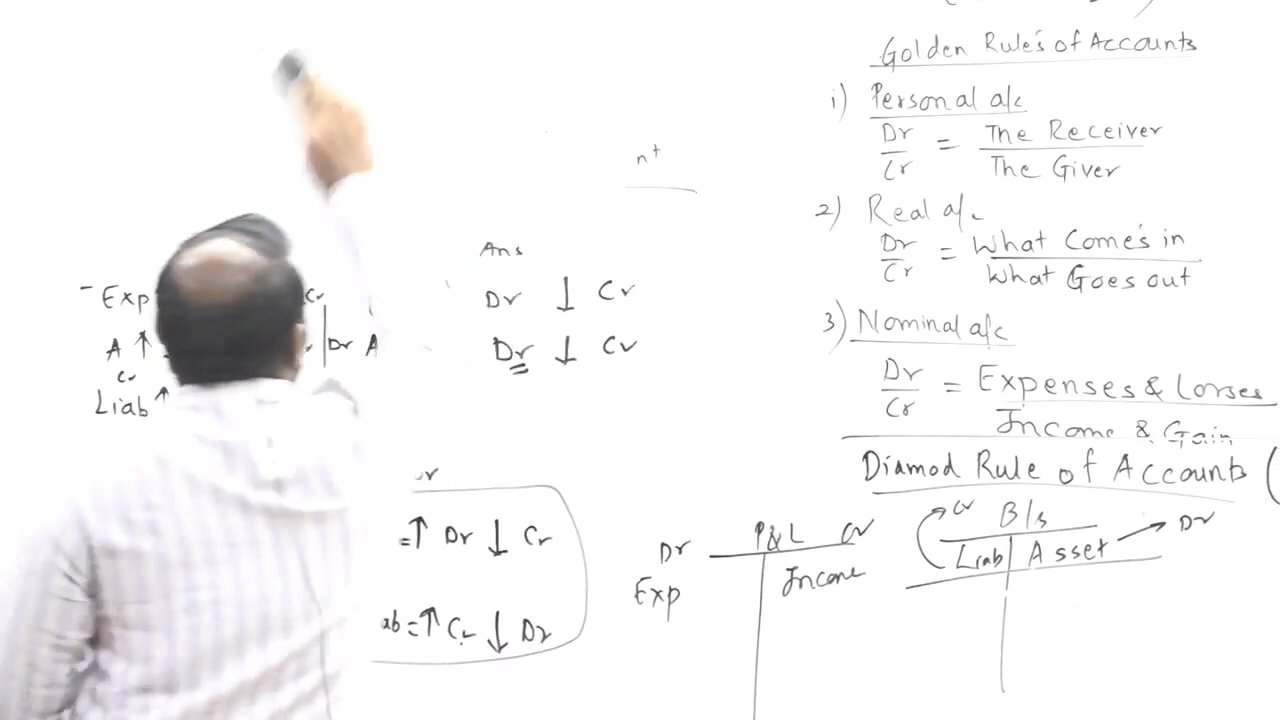 Golden Rule's of Accounts
1) Personal a/c
Dr/Cr = The Receiver/The Giver
2) Real a/c
Dr/Cr = What Come's in/What Goes out
3) Nominal a/c
Dr/Cr = Expenses & Losses/Income & Gain
Diamod Rule of Accounts (
n+
Ans
- Exp Cr Dr ↓ Cr
A ↑ Dr A Dr ↓ Cr
Cr
Liab ↑
=↑ Dr ↓ Cr
ab=↑ Cr ↓ Dr
Dr P&L Cr
Exp Income
Cr B/s Dr
Liab Asset